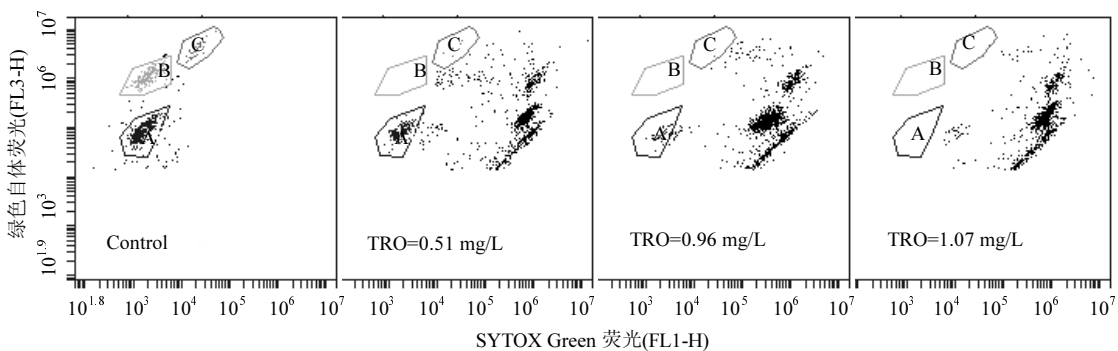 绿色自体荧光(FL3-H)
10^7
10^6
10^3
10^1.9
C
B
A
Control
C
B
A
TRO=0.51 mg/L
C
B
A
TRO=0.96 mg/L
C
B
A
TRO=1.07 mg/L
10^1.8 10^3 10^4 10^5 10^6 10^7
10^3 10^4 10^5 10^6 10^7
10^3 10^4 10^5 10^6 10^7
10^3 10^4 10^5 10^6 10^7
SYTOX Green 荧光(FL1-H)